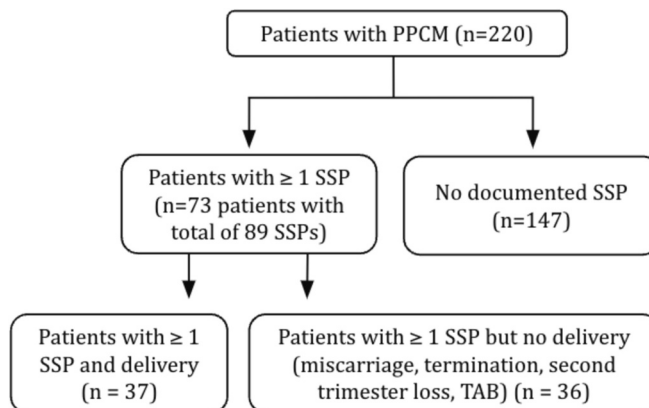 Patients with PPCM (n=220)
Patients with ≥ 1 SSP
(n=73 patients with
total of 89 SSPs)
No documented SSP
(n=147)
Patients with ≥ 1
SSP and delivery
(n = 37)
Patients with ≥ 1 SSP but no delivery
(miscarriage, termination, second
trimester loss, TAB) (n = 36)